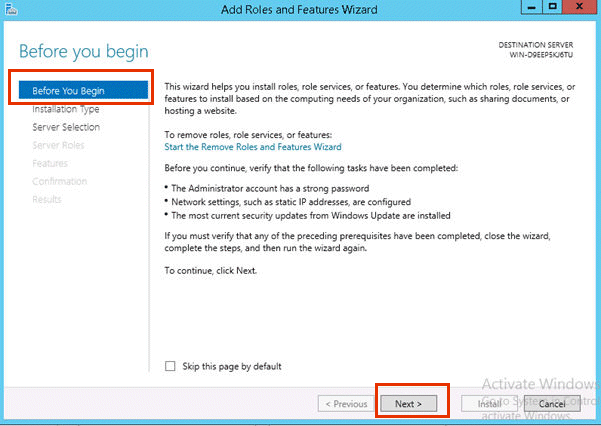 Add Roles and Features Wizard
Before you begin
DESTINATION SERVER
WIN-D9EEP5KJ6TU
Before You Begin
Installation Type
Server Selection
Server Roles
Features
Confirmation
Results
This wizard helps you install roles, role services, or features. You determine which roles, role services, or
features to install based on the computing needs of your organization, such as sharing documents, or
hosting a website.
To remove roles, role services, or features:
Start the Remove Roles and Features Wizard
Before you continue, verify that the following tasks have been completed:
• The Administrator account has a strong password
• Network settings, such as static IP addresses, are configured
• The most current security updates from Windows Update are installed
If you must verify that any of the preceding prerequisites have been completed, close the wizard,
complete the steps, and then run the wizard again.
To continue, click Next.
Skip this page by default
Activate Windows
Go to System in Control
activate Windows.
< Previous
Next >
Install
Cancel